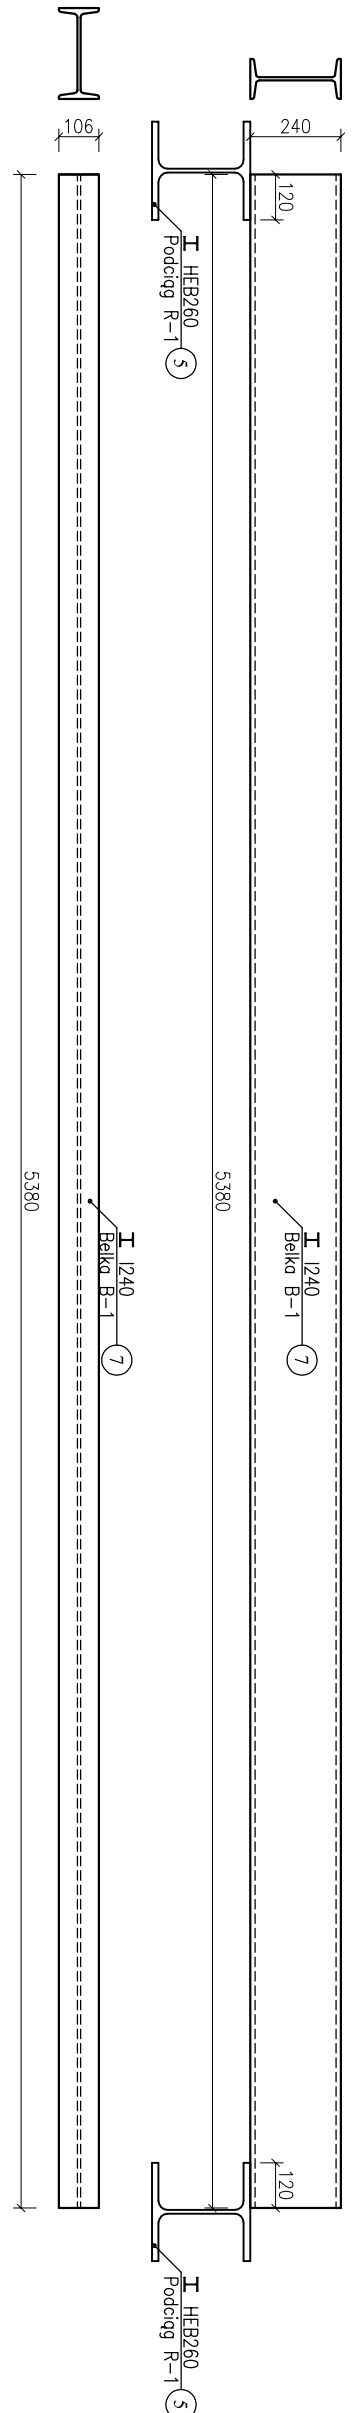 106
240
120
HEB260
Podciąg R-1
5
5380
5380
I240
Belka B-1
7
I240
Belka B-1
7
120
HEB260
Podciąg R-1
5